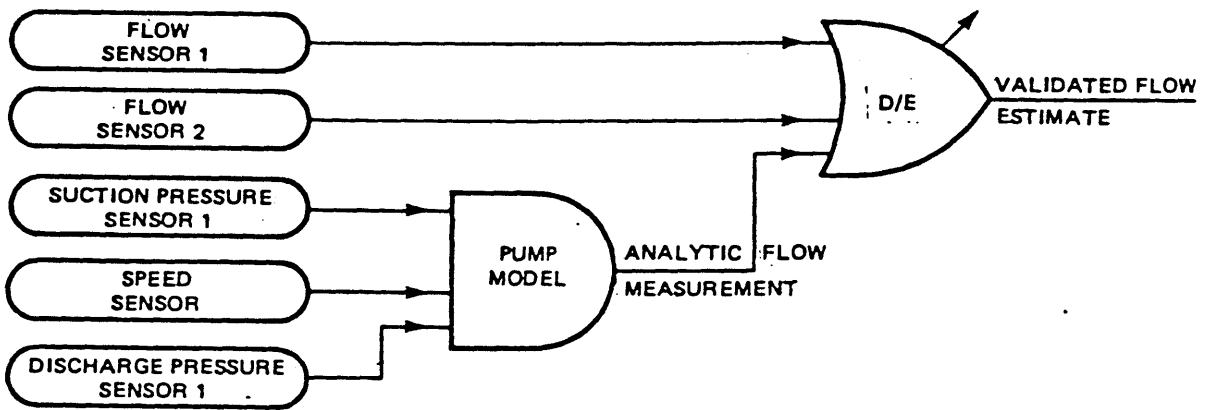 FLOW
SENSOR 1
FLOW
SENSOR 2
SUCTION PRESSURE
SENSOR 1
SPEED
SENSOR
DISCHARGE PRESSURE
SENSOR 1
PUMP
MODEL
ANALYTIC FLOW
MEASUREMENT
D/E
VALIDATED FLOW
ESTIMATE